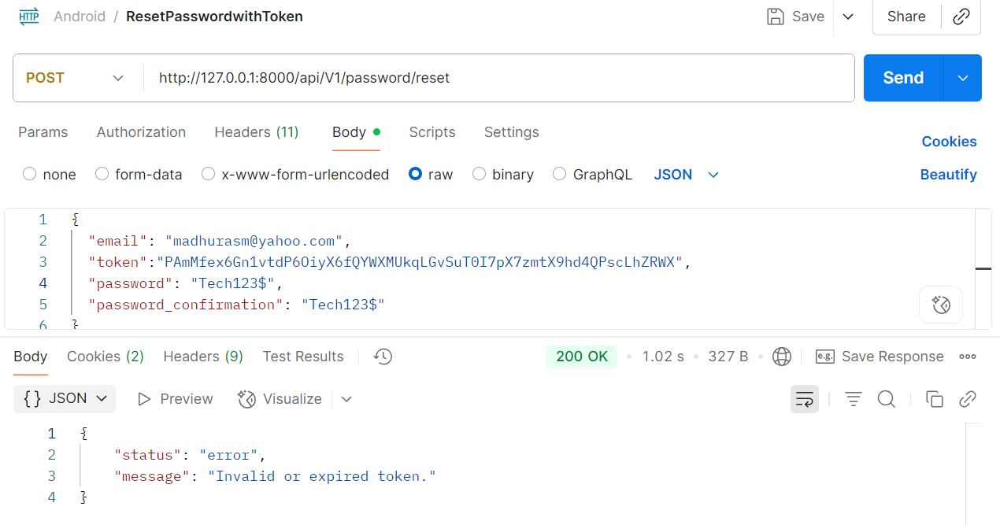 HTTP Android / ResetPasswordwithToken Save Share
POST http://127.0.0.1:8000/api/V1/password/reset Send
Params Authorization Headers (11) Body Scripts Settings Cookies
none form-data x-www-form-urlencoded raw binary GraphQL JSON Beautify
1 {
2 "email": "madhurasm@yahoo.com",
3 "token":"PAmMfex6Gn1vtdP6OiyX6fQYWXMUkqLGvSuT0I7pX7zmtX9hd4QPscLhZRWX",
4 "password": "Tech123$",
5 "password_confirmation": "Tech123$"
6 }
Body Cookies (2) Headers (9) Test Results 200 OK • 1.02 s • 327 B • e.g. Save Response
{} JSON Preview Visualize
1 {
2 "status": "error",
3 "message": "Invalid or expired token."
4 }